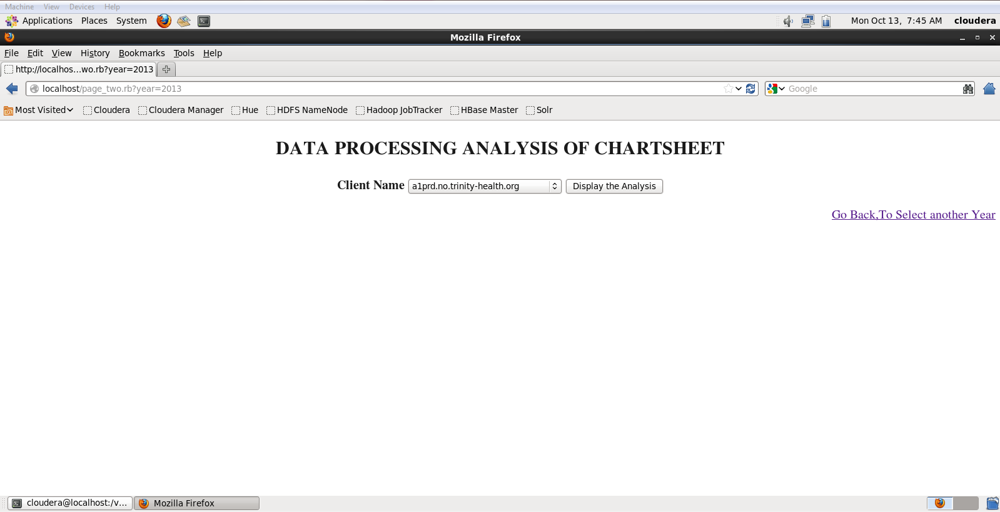 Machine View Devices Help
Applications Places System Mon Oct 13, 7:45 AM cloudera
Mozilla Firefox
File Edit View History Bookmarks Tools Help
http://localhos...wo.rb?year=2013
localhost/page_two.rb?year=2013 Google
Most Visited Cloudera Cloudera Manager Hue HDFS NameNode Hadoop JobTracker HBase Master Solr
DATA PROCESSING ANALYSIS OF CHARTSHEET
Client Name a1prd.no.trinity-health.org Display the Analysis
Go Back,To Select another Year
cloudera@localhost:/v... Mozilla Firefox